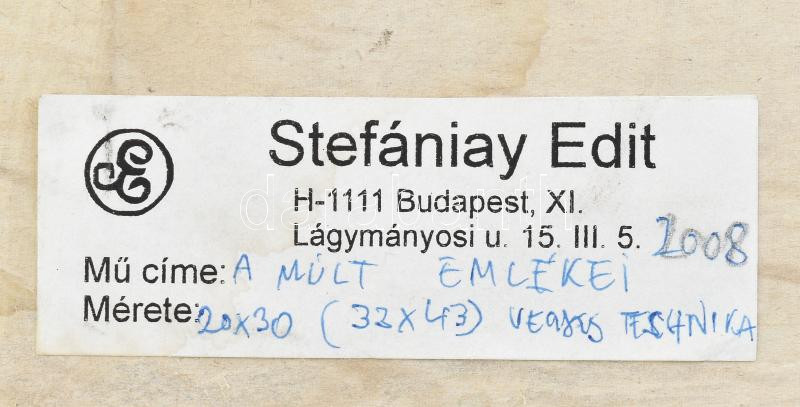 Stefániay Edit
H-1111 Budapest, XI.
Lágymányosi u. 15. III. 5. 2008
Mű címe: A MÚLT EMLÉKEI
Mérete: 20x30 (32x43) VEGYES TECHNIKA